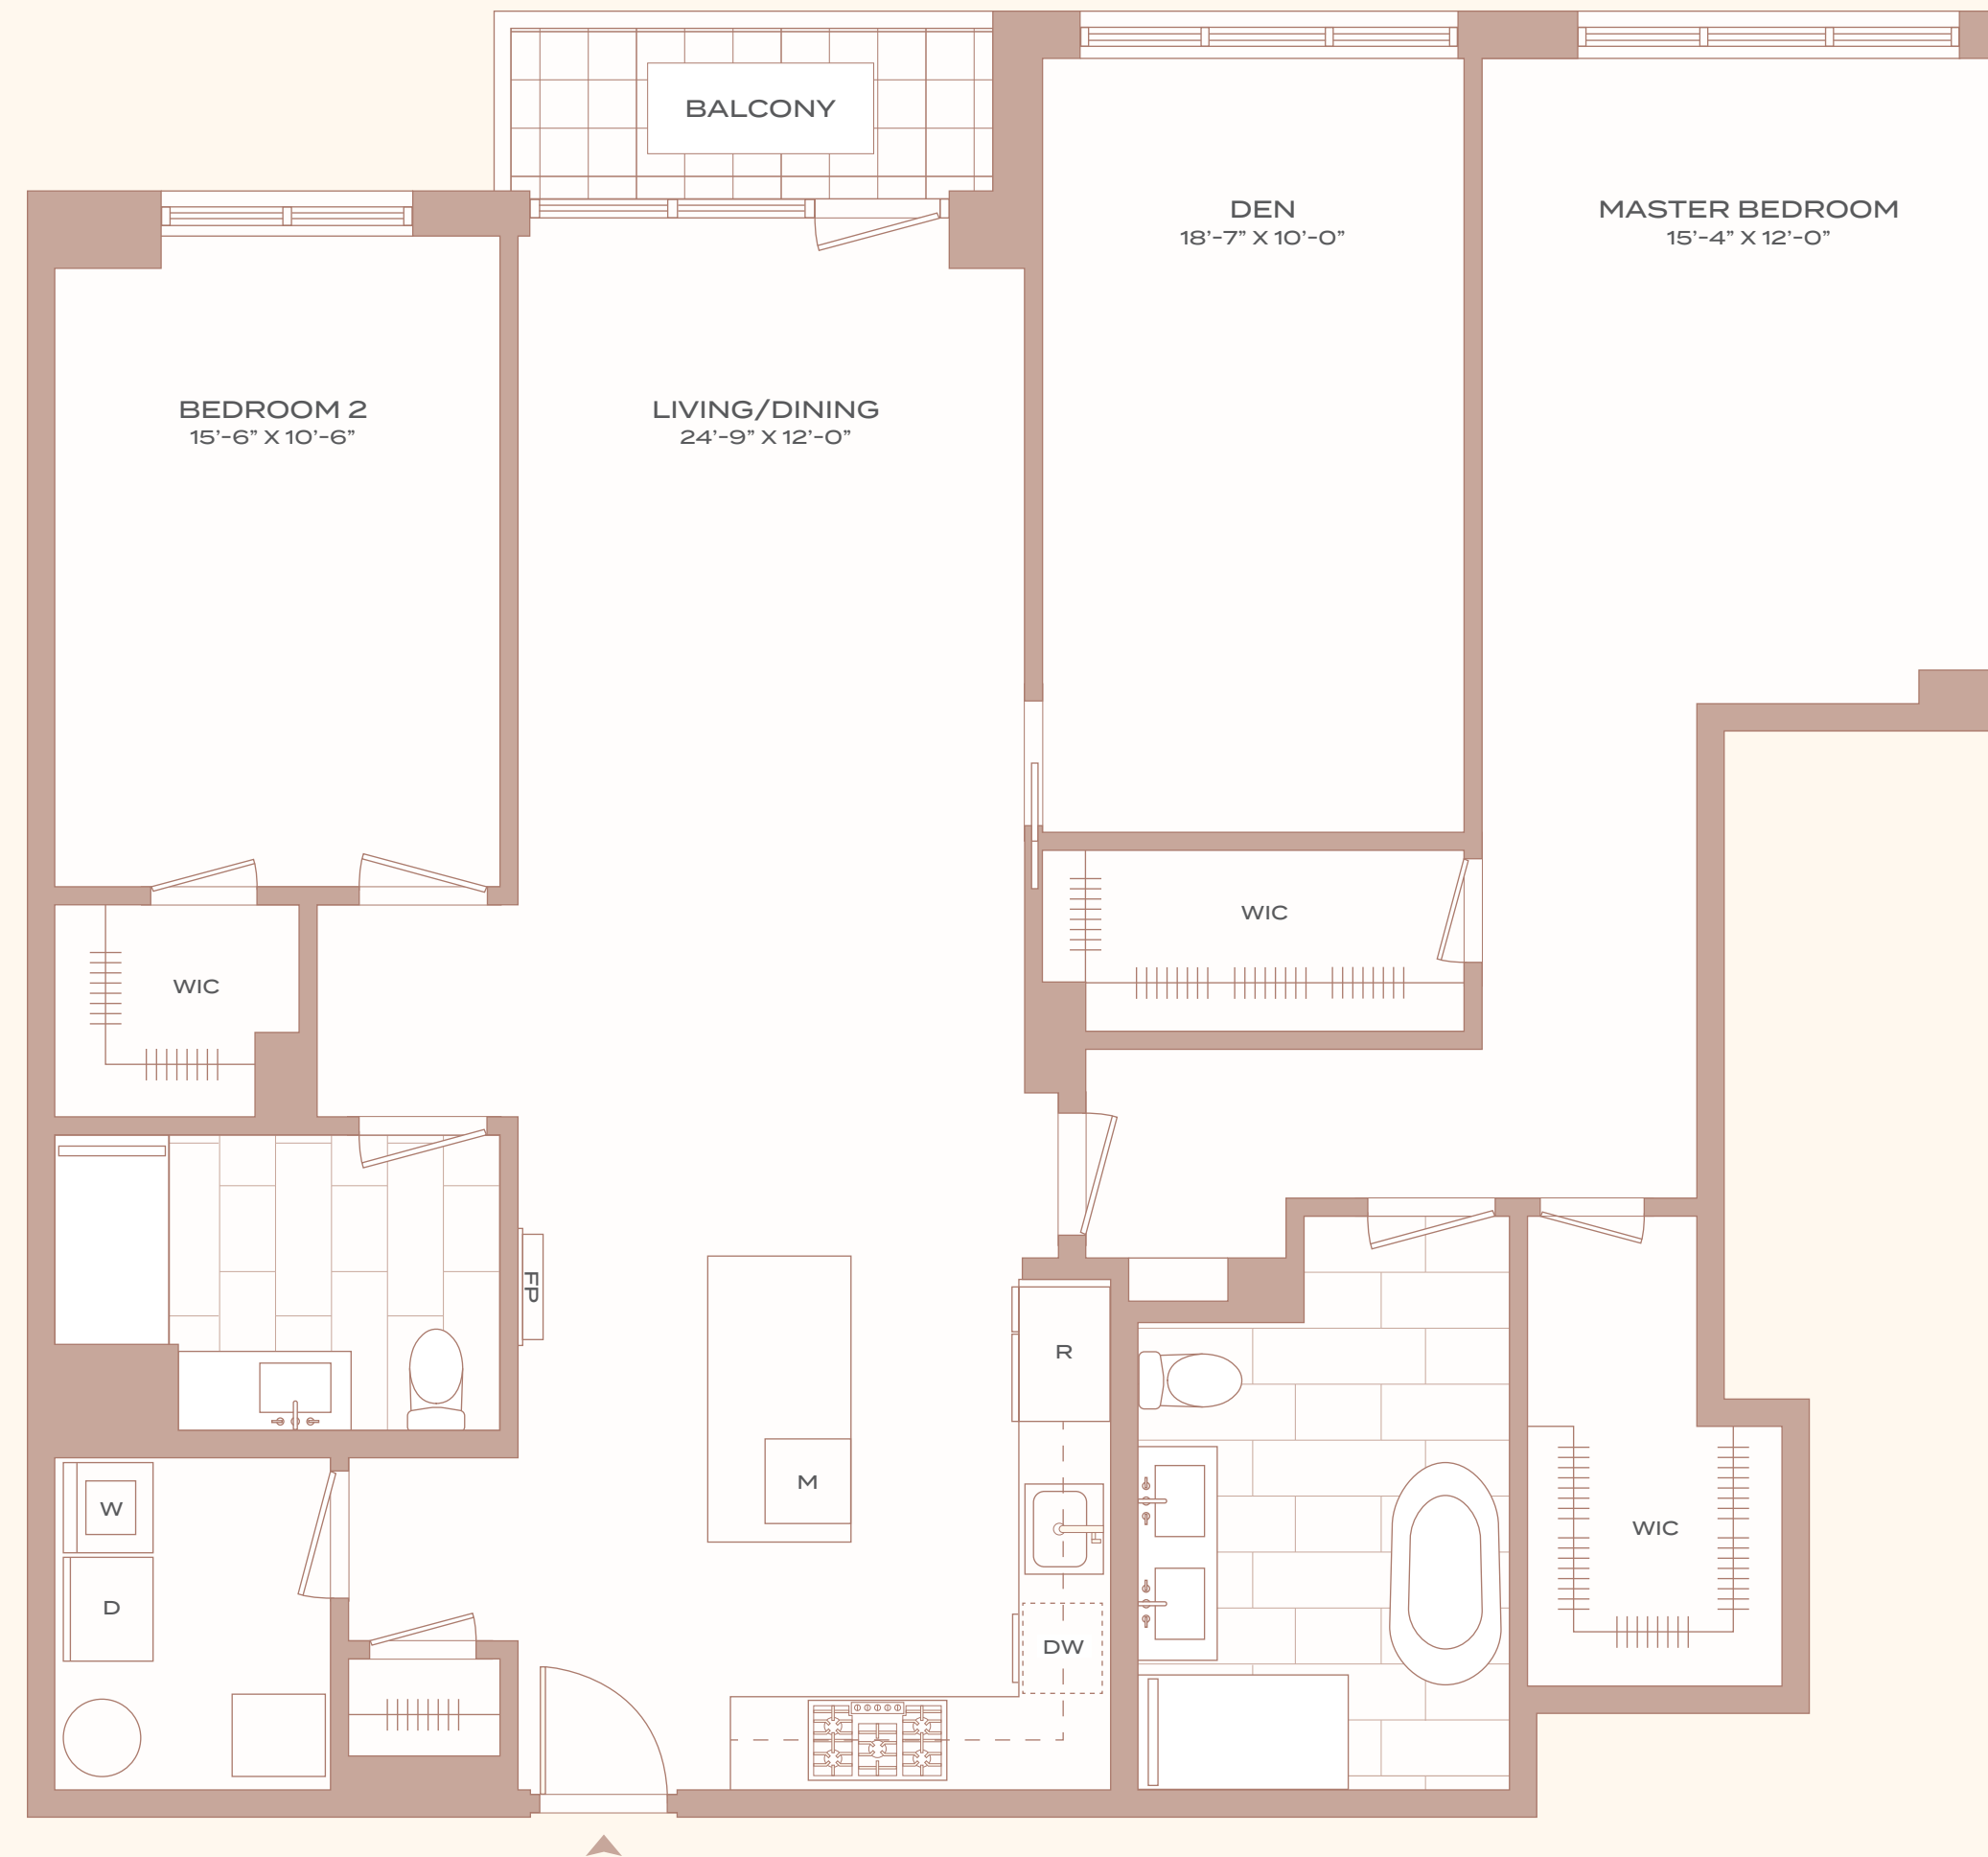 BALCONY
DEN
18’-7” X 10’-0”
MASTER BEDROOM
15’-4” X 12’-0”
BEDROOM 2
15’-6” X 10’-6”
LIVING/DINING
24’-9” X 12’-0”
WIC
WIC
FP
R
M
W
D
DW
WIC